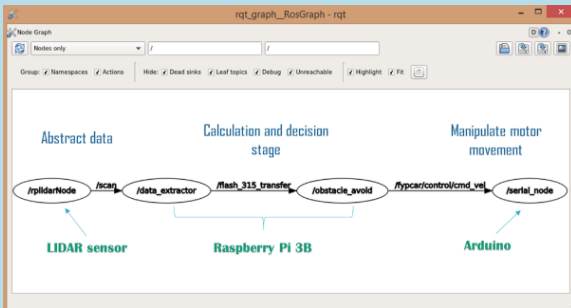 rqt_graph__RosGraph - rqt
Node Graph
D
Nodes only
/
/
Group: Namespaces Actions Hide: Dead sinks Leaf topics Debug Unreachable Highlight Fit
Abstract data
Calculation and decision
stage
Manipulate motor
movement
/rplidarNode /scan /data_extractor /flash_315_transfer /obstacle_avoid /fypcar/control/cmd_vel /serial_node
LIDAR sensor
Raspberry Pi 3B
Arduino